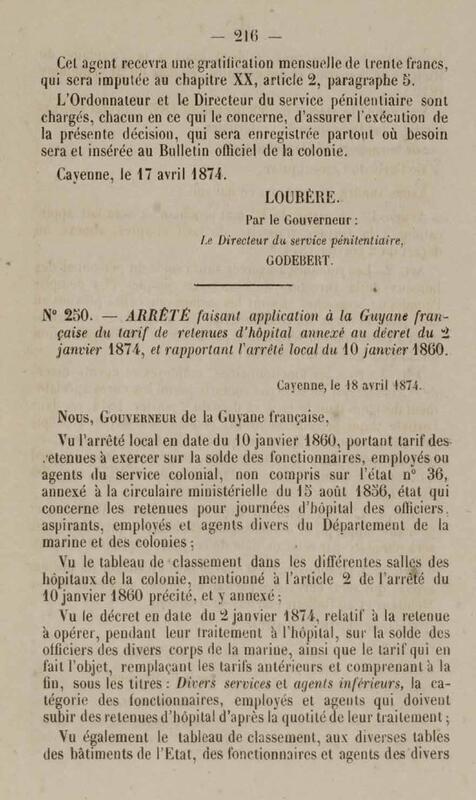 — 216 —
Cet agent recevra une gratification mensuelle de trente francs,
qui sera imputée au chapitre XX, article 2, paragraphe 5.
L'Ordonnateur et le Directeur du service pénitentiaire sont
chargés, chacun en ce qui le concerne, d'assurer l'exécution de
la présente décision, qui sera enregistrée partout où besoin
sera et insérée au Bulletin officiel de la colonie.
Cayenne, le 17 avril 1874.
LOUBÈRE.
Par le Gouverneur :
Le Directeur du service pénitentiaire,
GODEBERT.
N° 250. — ARRÊTÉ faisant application à la Guyane fran-
çaise du tarif de retenues d'hôpital annexé au décret du 2
janvier 1874, et rapportant l'arrêté local du 10 janvier 1860.
Cayenne, le 18 avril 1874.
Nous, Gouverneur de la Guyane française,
Vu l'arrêté local en date du 10 janvier 1860, portant tarif des
retenues à exercer sur la solde des fonctionnaires, employés ou
agents du service colonial, non compris sur l'état n° 36,
annexé à la circulaire ministérielle du 15 août 1856, état qui
concerne les retenues pour journées d'hôpital des officiers,
aspirants, employés et agents divers du Département de la
marine et des colonies ;
Vu le tableau de classement dans les différentes salles des
hôpitaux de la colonie, mentionné à l'article 2 de l'arrêté du
10 janvier 1860 précité, et y annexé ;
Vu le décret en date du 2 janvier 1874, relatif à la retenue
à opérer, pendant leur traitement à l'hôpital, sur la solde des
officiers des divers corps de la marine, ainsi que le tarif qui en
fait l'objet, remplaçant les tarifs antérieurs et comprenant à la
fin, sous les titres : Divers services et agents inférieurs, la ca-
tégorie des fonctionnaires, employés et agents qui doivent
subir des retenues d'hôpital d'après la quotité de leur traitement ;
Vu également le tableau de classement, aux diverses tables
des bâtiments de l'Etat, des fonctionnaires et agents des divers